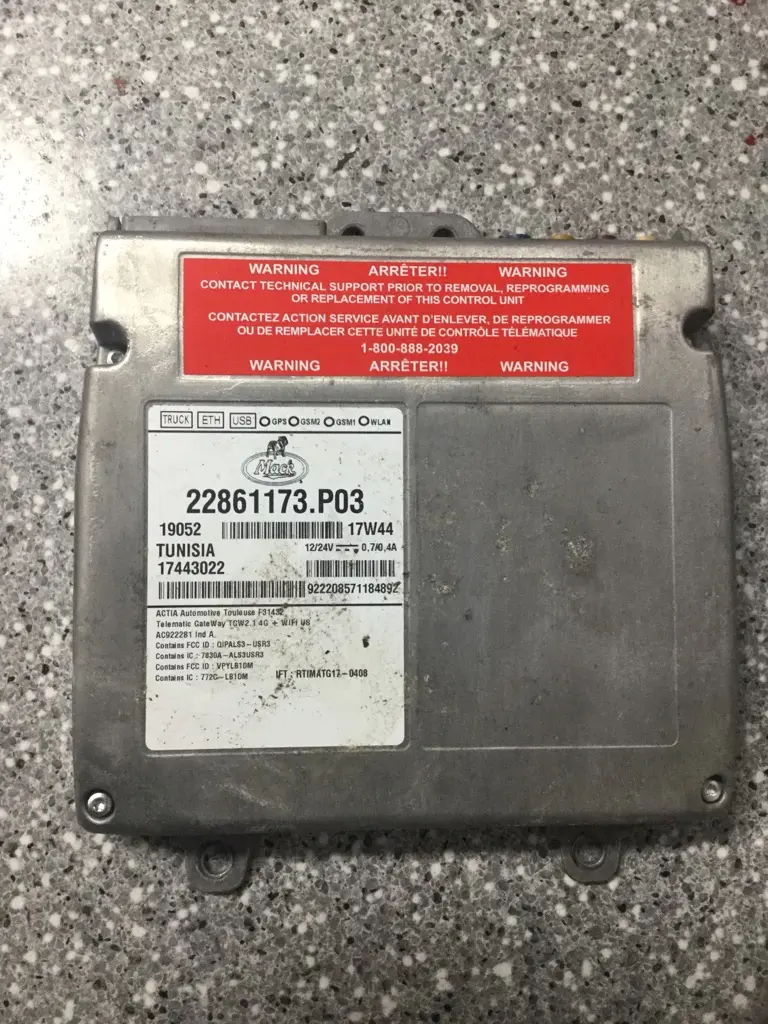 WARNING ARRÊTER!! WARNING
CONTACT TECHNICAL SUPPORT PRIOR TO REMOVAL, REPROGRAMMING
OR REPLACEMENT OF THIS CONTROL UNIT
CONTACTEZ ACTION SERVICE AVANT D'ENLEVER, DE REPROGRAMMER
OU DE REMPLACER CETTE UNITÉ DE CONTRÔLE TÉLÉMATIQUE
1-800-888-2039
WARNING ARRÊTER!! WARNING
TRUCK ETH USB GPS GSM2 GSM1 WLAN
Mack
22861173.P03
19052 17W44
TUNISIA 12/24V 0,7/0,4A
17443022
922208571184892
ACTIA Automotive Toulouse F31432
Telematic GateWay TGW2.1 4G + WIFI US
AC922281 Ind A.
Contains FCC ID : QIPALS3-USR3
Contains IC : 7830A-ALS3USR3
Contains FCC ID : VPYLB1DM
Contains IC : 772C-LB1DM IFT : RTIMATG17-0408